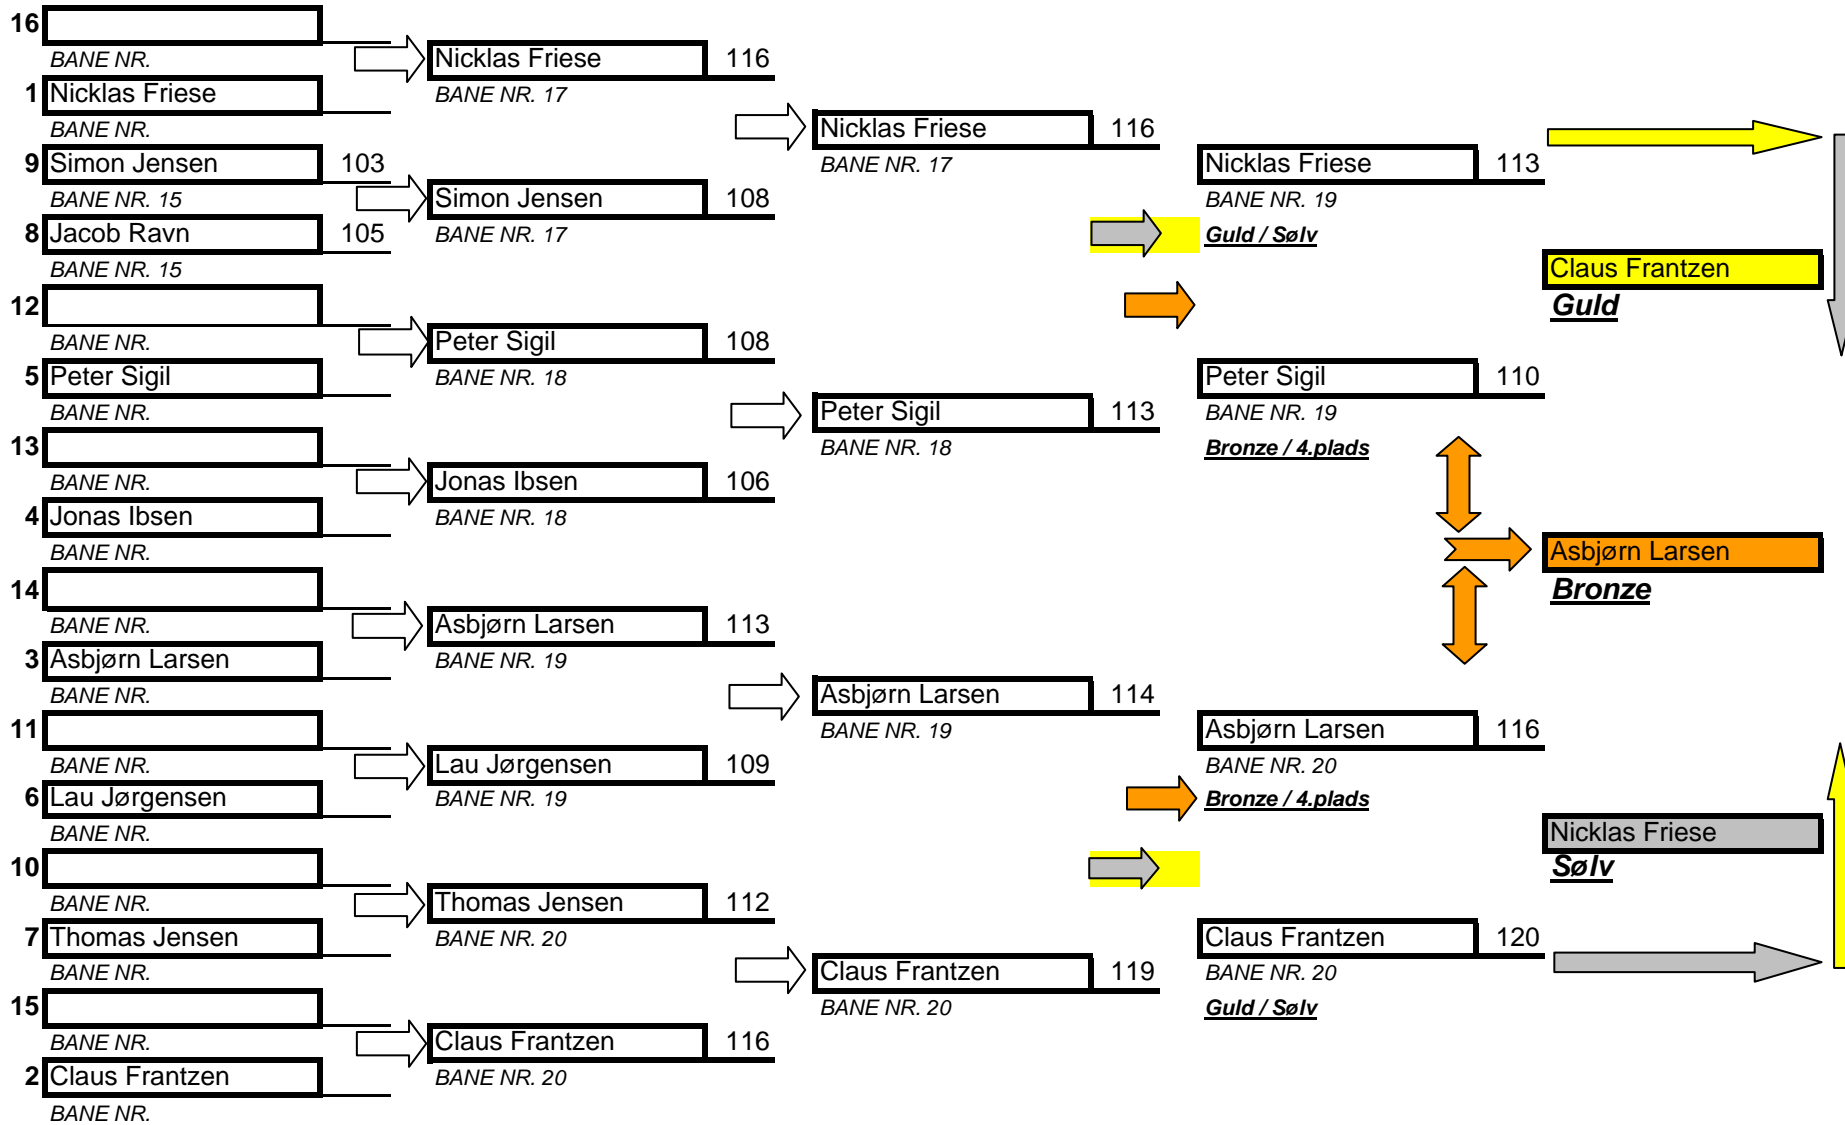 16
BANE NR.
1 Nicklas Friese
BANE NR.
9 Simon Jensen 103
BANE NR. 15
8 Jacob Ravn 105
BANE NR. 15
12
BANE NR.
5 Peter Sigil
BANE NR.
13
BANE NR.
4 Jonas Ibsen
BANE NR.
14
BANE NR.
3 Asbjørn Larsen
BANE NR.
11
BANE NR.
6 Lau Jørgensen
BANE NR.
10
BANE NR.
7 Thomas Jensen
BANE NR.
15
BANE NR.
2 Claus Frantzen
BANE NR.
Nicklas Friese 116
BANE NR. 17
Simon Jensen 108
BANE NR. 17
Peter Sigil 108
BANE NR. 18
Jonas Ibsen 106
BANE NR. 18
Asbjørn Larsen 113
BANE NR. 19
Lau Jørgensen 109
BANE NR. 19
Thomas Jensen 112
BANE NR. 20
Claus Frantzen 116
BANE NR. 20
Nicklas Friese 116
BANE NR. 17
Peter Sigil 113
BANE NR. 18
Asbjørn Larsen 114
BANE NR. 19
Claus Frantzen 119
BANE NR. 20
Nicklas Friese 113
BANE NR. 19
Guld / Sølv
Peter Sigil 110
BANE NR. 19
Bronze / 4.plads
Asbjørn Larsen 116
BANE NR. 20
Bronze / 4.plads
Claus Frantzen 120
BANE NR. 20
Guld / Sølv
Claus Frantzen
Guld
Asbjørn Larsen
Bronze
Nicklas Friese
Sølv